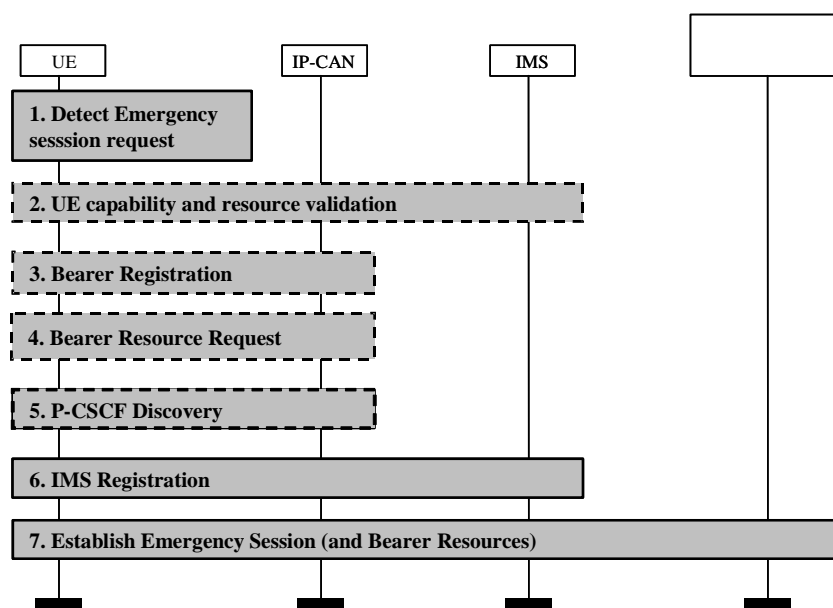 UE
IP-CAN
IMS
1. Detect Emergency
sesssion request
2. UE capability and resource validation
3. Bearer Registration
4. Bearer Resource Request
5. P-CSCF Discovery
6. IMS Registration
7. Establish Emergency Session (and Bearer Resources)